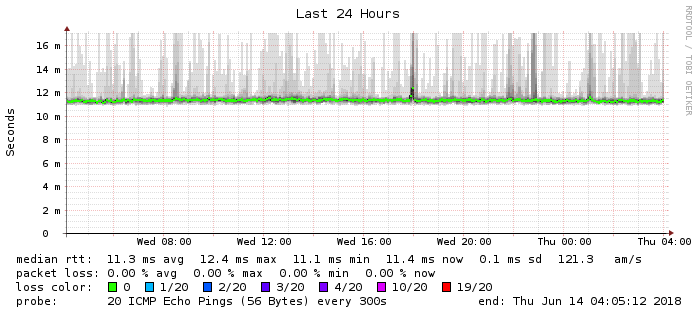 Last 24 Hours
RRDTOOL / TOBI OETIKER
Seconds
16 m
14 m
12 m
10 m
8 m
6 m
4 m
2 m
0
Wed 08:00 Wed 12:00 Wed 16:00 Wed 20:00 Thu 00:00 Thu 04:00
median rtt: 11.3 ms avg 12.4 ms max 11.1 ms min 11.4 ms now 0.1 ms sd 121.3 am/s
packet loss: 0.00 % avg 0.00 % max 0.00 % min 0.00 % now
loss color: 0 1/20 2/20 3/20 4/20 10/20 19/20
probe: 20 ICMP Echo Pings (56 Bytes) every 300s end: Thu Jun 14 04:05:12 2018